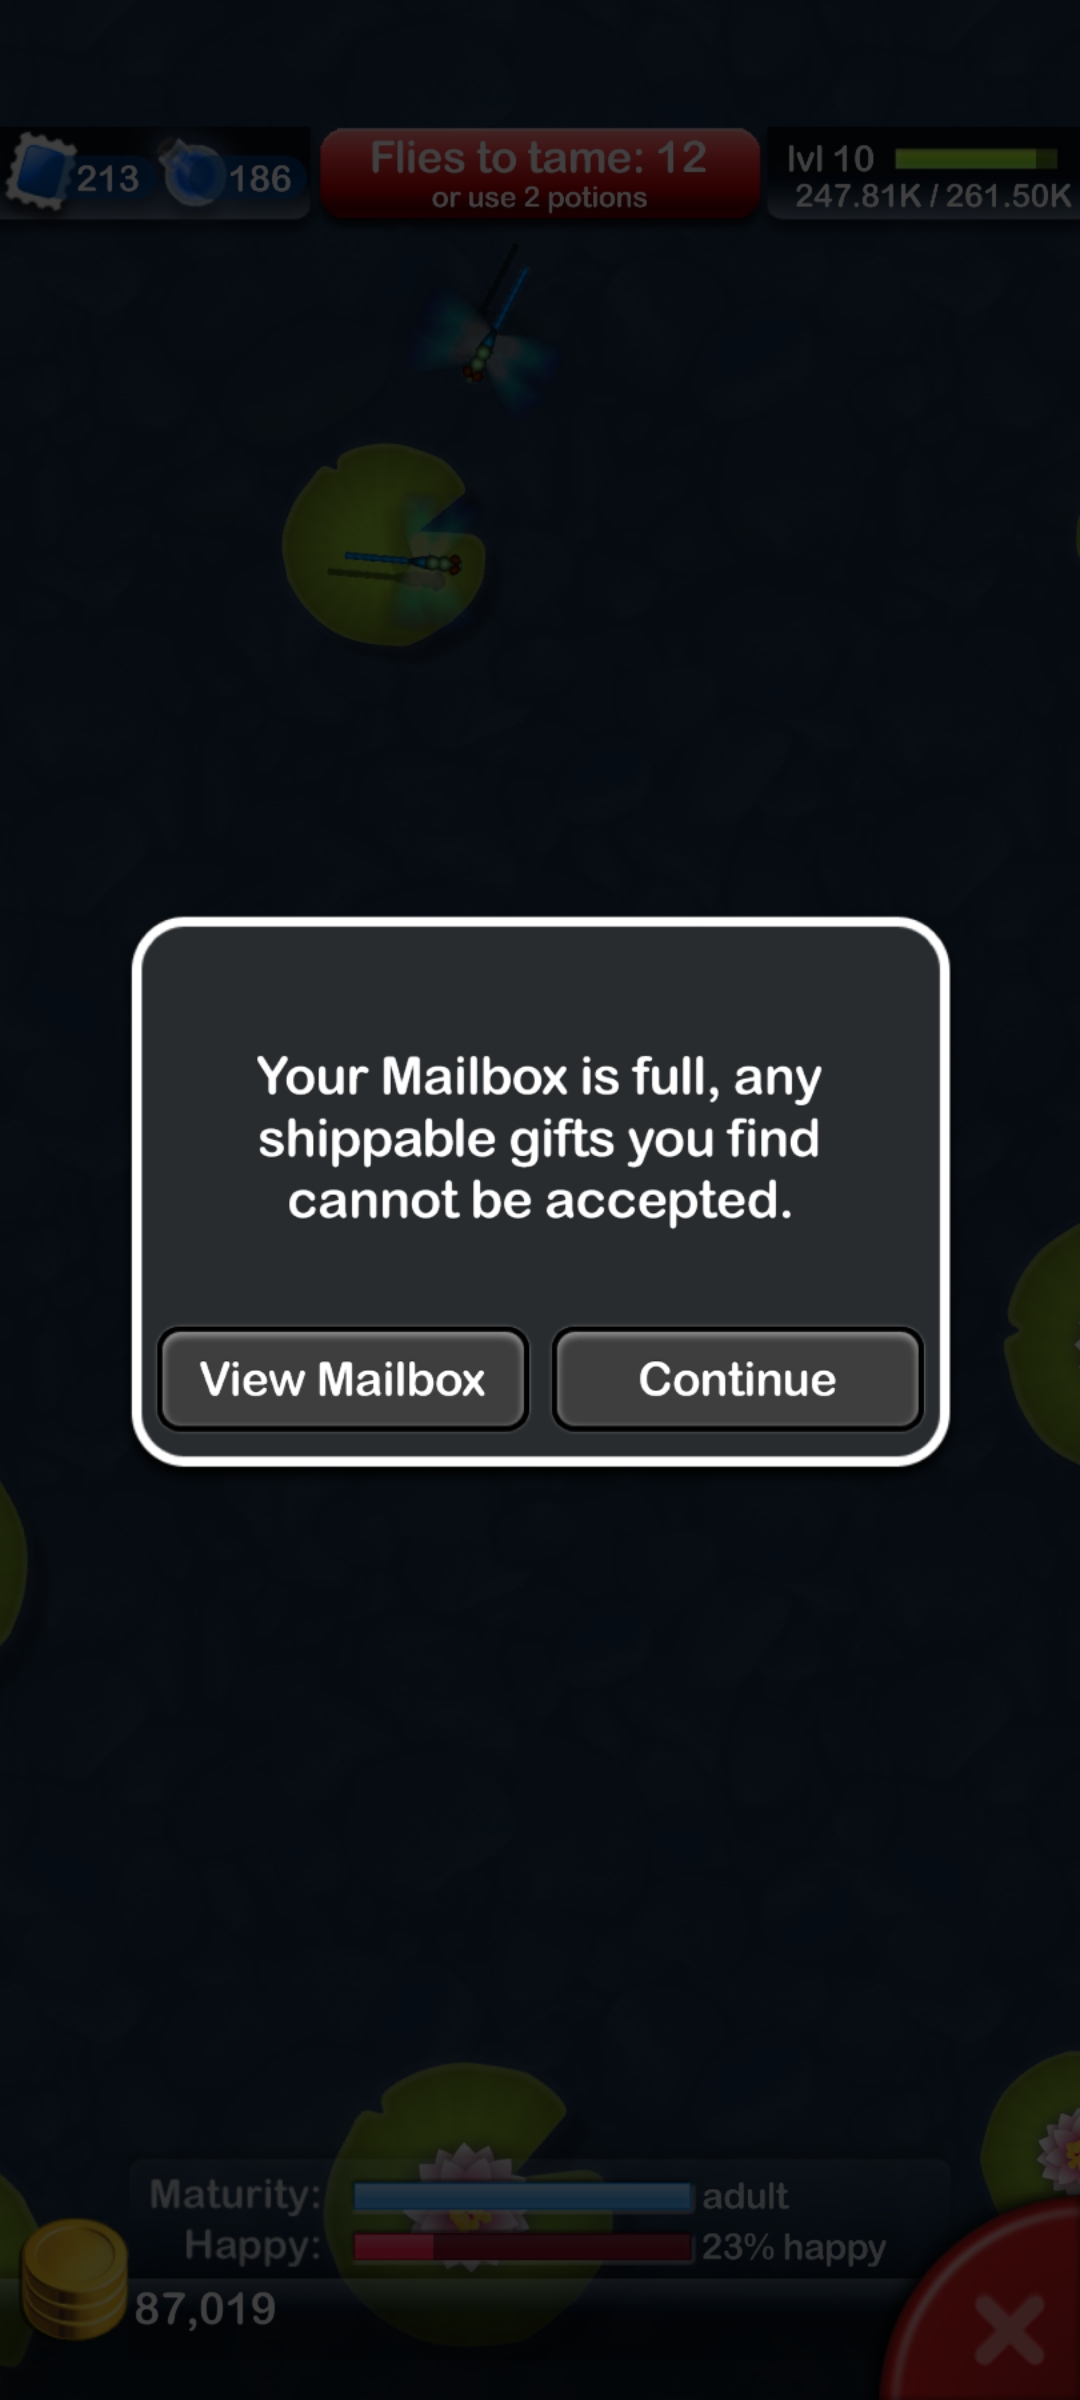 213
186
Flies to tame: 12
or use 2 potions
lvl 10
247.81K / 261.50K
Your Mailbox is full, any
shippable gifts you find
cannot be accepted.
View Mailbox
Continue
Maturity:
adult
Happy:
23% happy
87,019